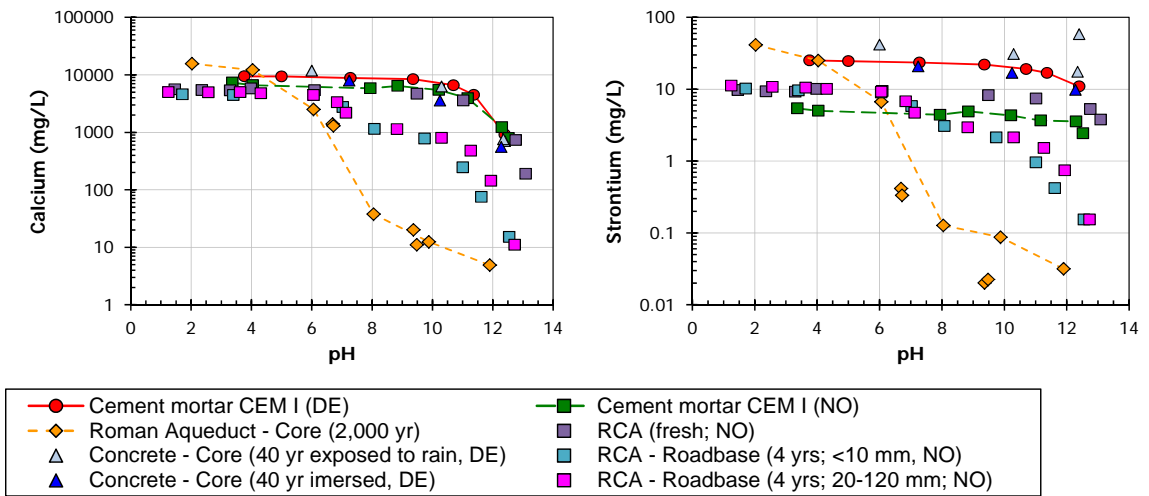 Calcium (mg/L)
100000
10000
1000
100
10
1
0 2 4 6 8 10 12 14
pH
Strontium (mg/L)
100
10
1
0.1
0.01
0 2 4 6 8 10 12 14
pH
Cement mortar CEM I (DE)
Roman Aqueduct - Core (2,000 yr)
Concrete - Core (40 yr exposed to rain, DE)
Concrete - Core (40 yr imersed, DE)
Cement mortar CEM I (NO)
RCA (fresh; NO)
RCA - Roadbase (4 yrs; <10 mm, NO)
RCA - Roadbase (4 yrs; 20-120 mm; NO)